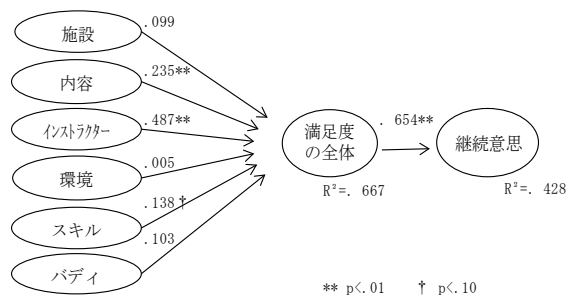 施設
.099
内容
.235**
ｲﾝｽﾄﾗｸﾀｰ
.487**
環境
.005
スキル
.138†
バディ
.103
満足度
の全体
R²=. 667
. 654**
継続意思
R²=. 428
** p<.01 † p<.10